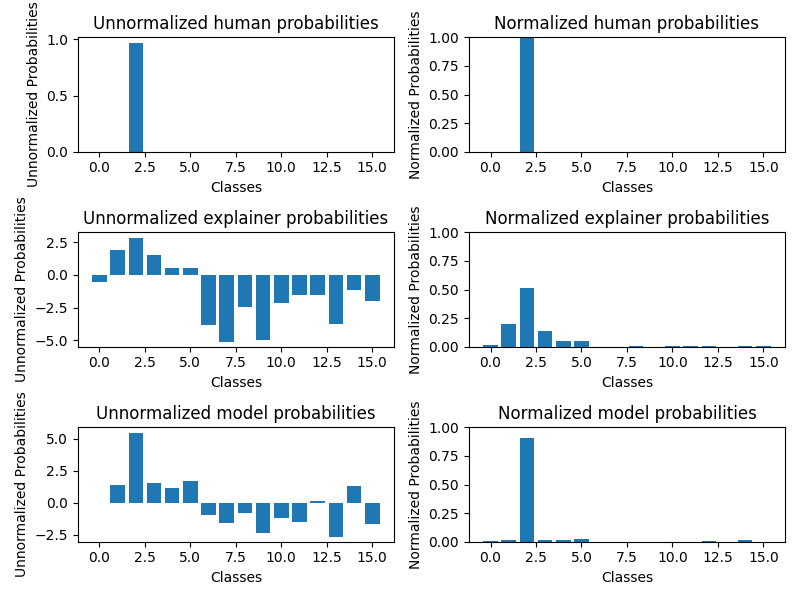 Unnormalized human probabilities
Unnormalized Probabilities
1.0
0.5
0.0
0.0 2.5 5.0 7.5 10.0 12.5 15.0
Classes
Normalized human probabilities
Normalized Probabilities
1.00
0.75
0.50
0.25
0.00
0.0 2.5 5.0 7.5 10.0 12.5 15.0
Classes
Unnormalized explainer probabilities
Unnormalized Probabilities
2.5
0.0
−2.5
−5.0
0.0 2.5 5.0 7.5 10.0 12.5 15.0
Classes
Normalized explainer probabilities
Normalized Probabilities
1.00
0.75
0.50
0.25
0.00
0.0 2.5 5.0 7.5 10.0 12.5 15.0
Classes
Unnormalized model probabilities
Unnormalized Probabilities
5.0
2.5
0.0
−2.5
0.0 2.5 5.0 7.5 10.0 12.5 15.0
Classes
Normalized model probabilities
Normalized Probabilities
1.00
0.75
0.50
0.25
0.00
0.0 2.5 5.0 7.5 10.0 12.5 15.0
Classes